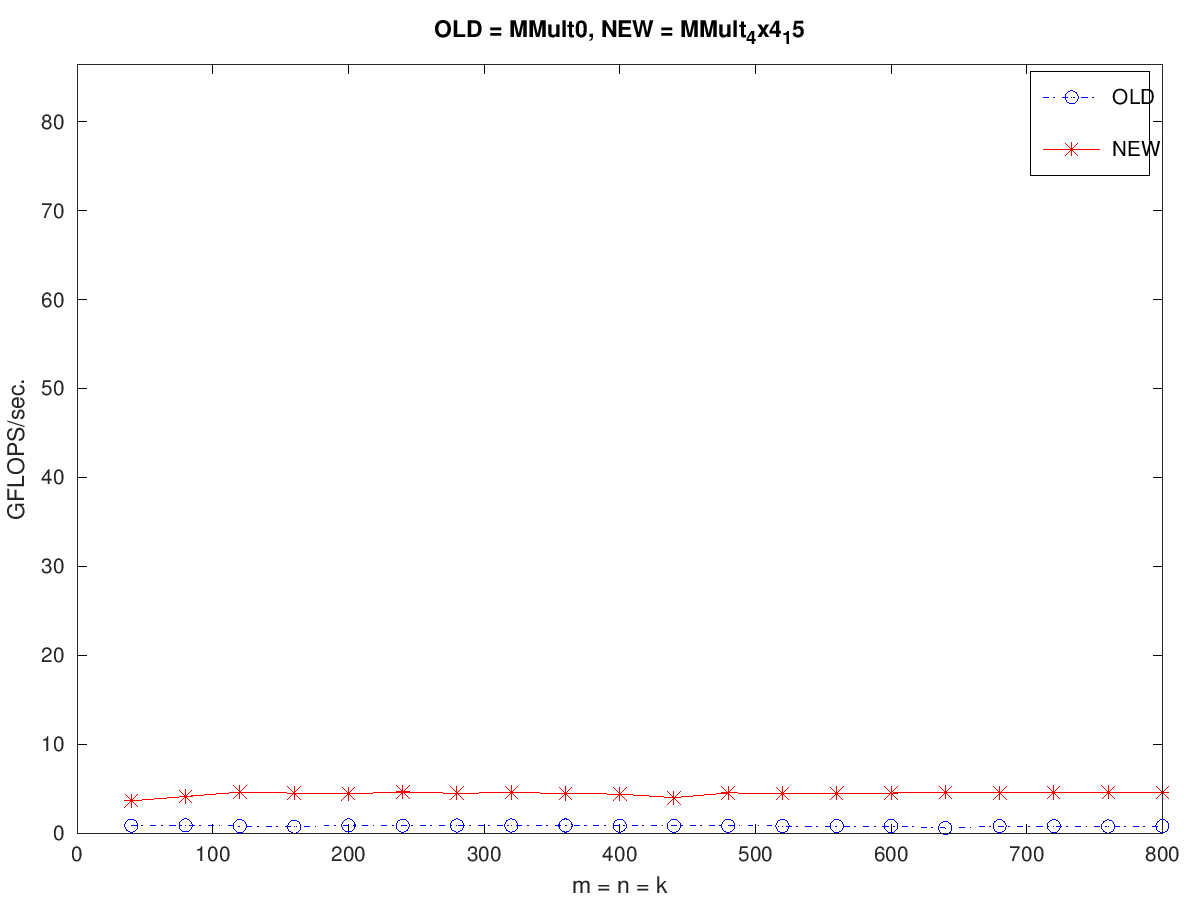 OLD = MMult0, NEW = MMult₄x4₁5
OLD
NEW
GFLOPS/sec.
80
70
60
50
40
30
20
10
0
0 100 200 300 400 500 600 700 800
m = n = k